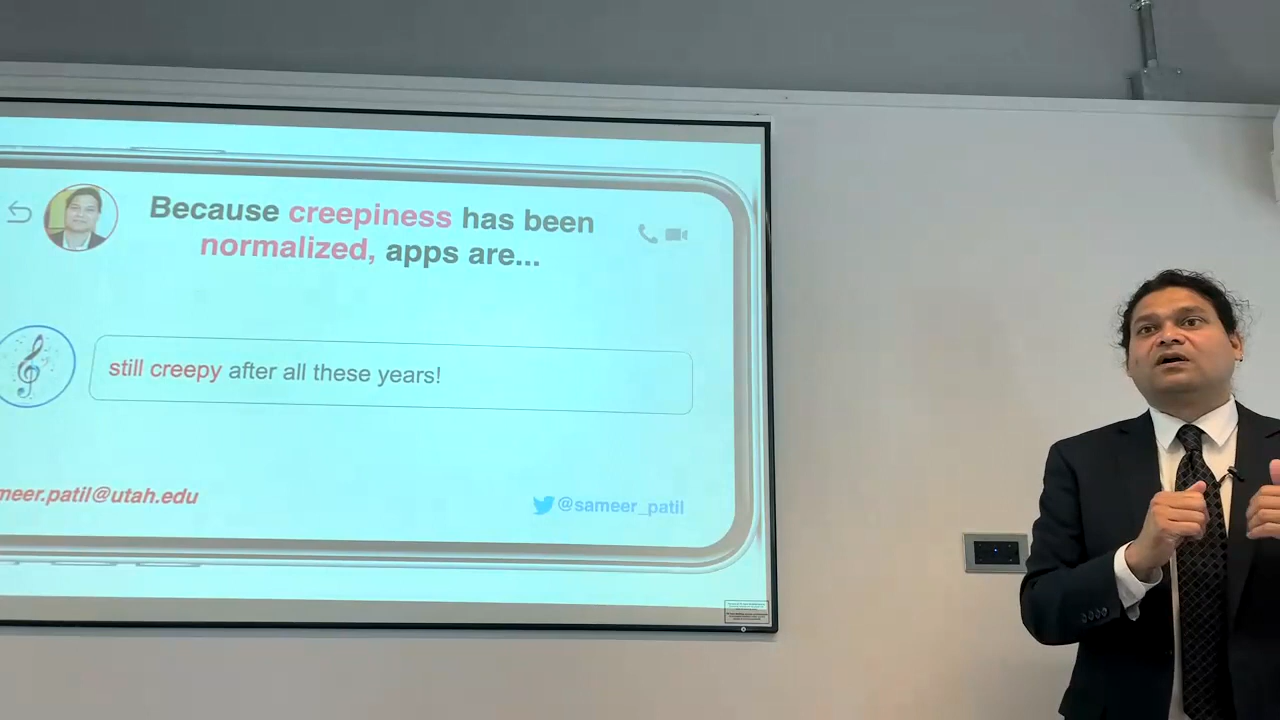 Because creepiness has been
normalized, apps are...
still creepy after all these years!
meer.patil@utah.edu
@sameer_patil